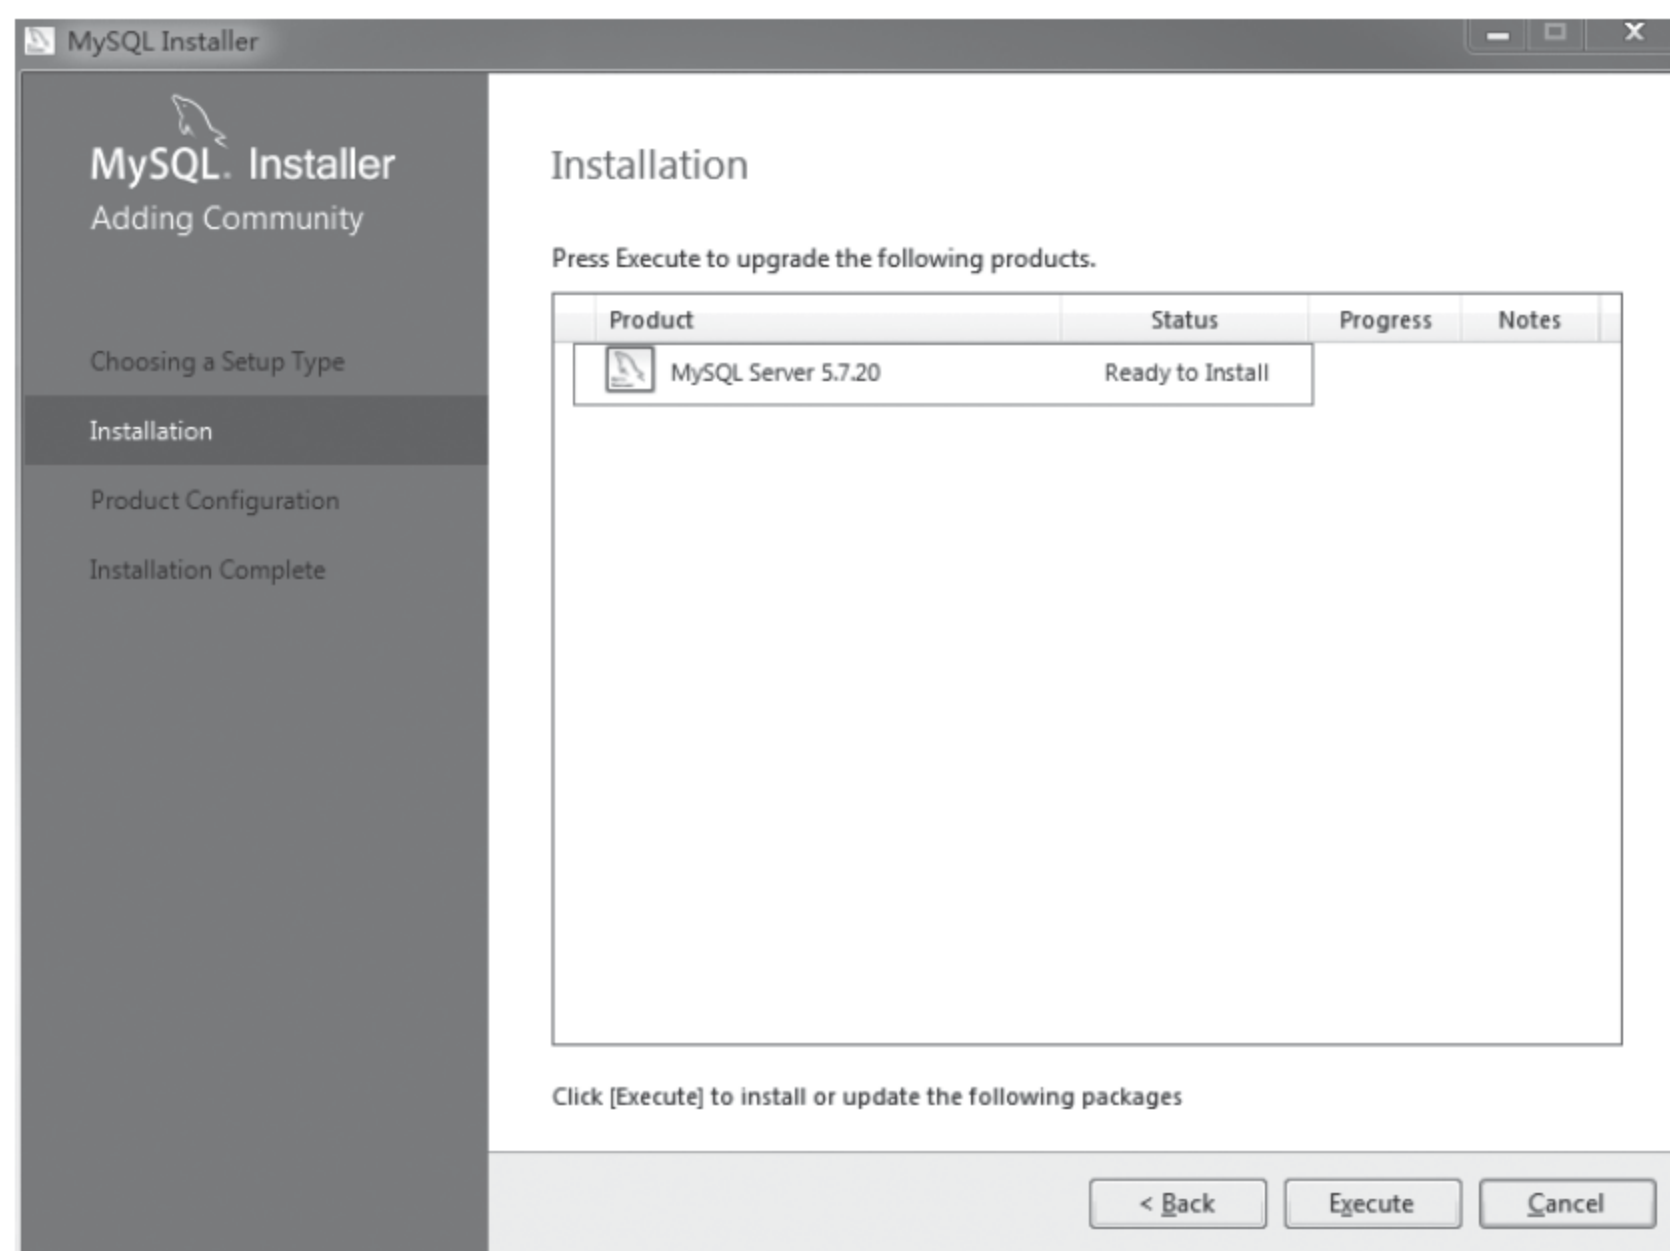 MySQL Installer
MySQL. Installer
Adding Community
Choosing a Setup Type
Installation
Product Configuration
Installation Complete
Installation
Press Execute to upgrade the following products.
Product Status Progress Notes
MySQL Server 5.7.20 Ready to Install
Click [Execute] to install or update the following packages
< Back Execute Cancel